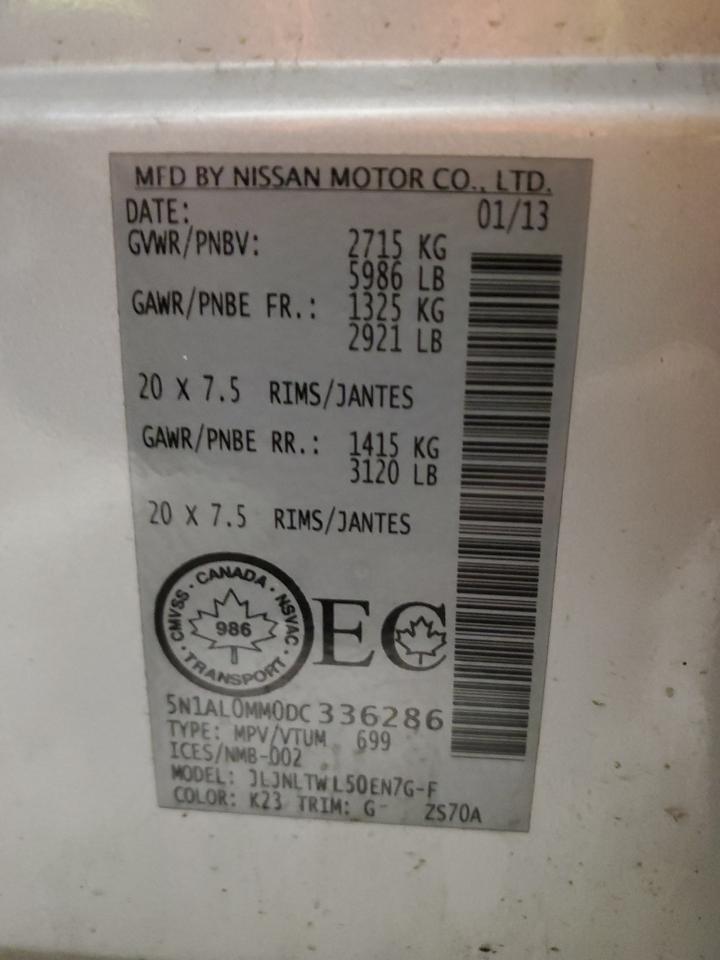 MFD BY NISSAN MOTOR CO., LTD.
DATE: 01/13
GVWR/PNBV: 2715 KG
5986 LB
GAWR/PNBE FR.: 1325 KG
2921 LB
20 X 7.5 RIMS/JANTES
GAWR/PNBE RR.: 1415 KG
3120 LB
20 X 7.5 RIMS/JANTES
CANADA · NSVAC · TRANSPORT · CMVSS ·
986
EC
5N1AL0MM0DC336286
TYPE: MPV/VTUM 699
ICES/NMB-002
MODEL: JLJNLTWL50EN7G-F
COLOR: K23 TRIM: G- ZS70A